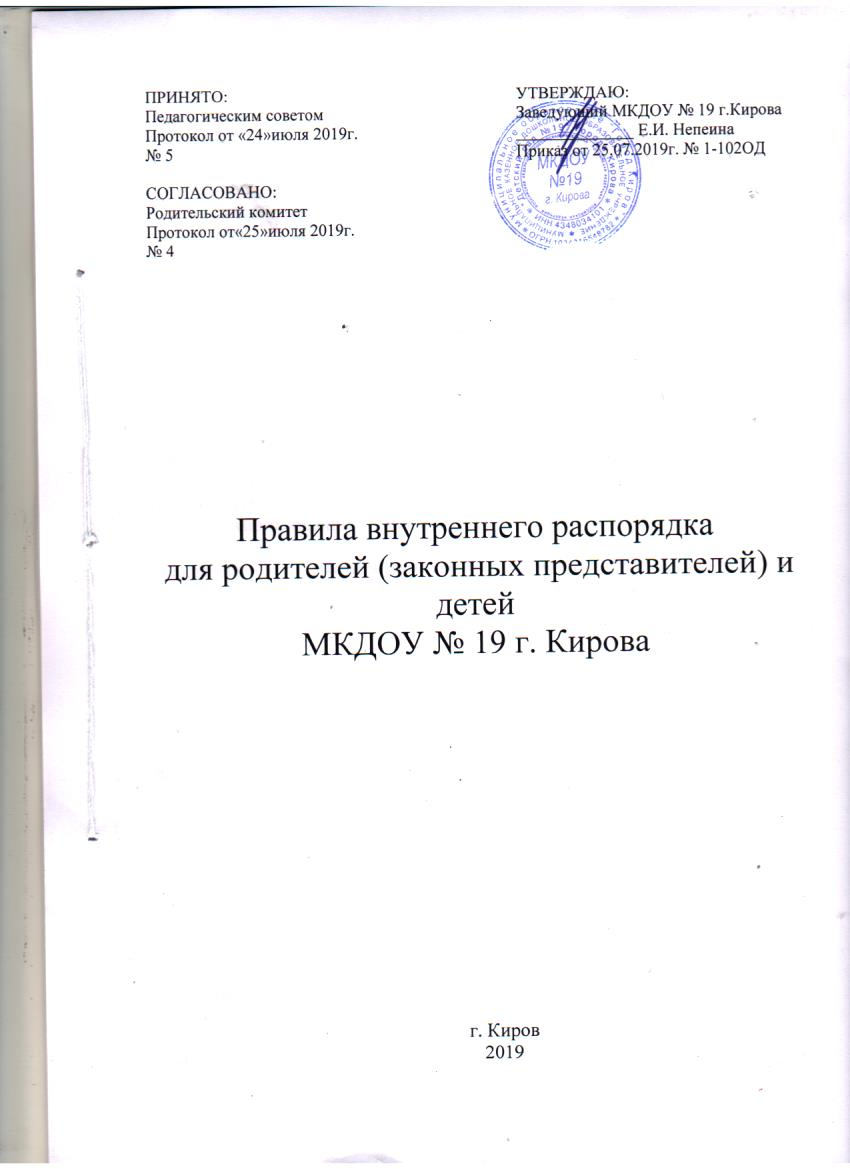 ПРИНЯТО:
Педагогическим советом
Протокол от «24»июля 2019г.
№ 5
СОГЛАСОВАНО:
Родительский комитет
Протокол от«25»июля 2019г.
№ 4
УТВЕРЖДАЮ:
Заведующий МКДОУ № 19 г.Кирова
Е.И. Непеина
Приказ от 25.07.2019г. № 1-102ОД
МКДОУ
№19
г. Кирова
ИНН 4348034101
Правила внутреннего распорядка
для родителей (законных представителей) и
детей
МКДОУ № 19 г. Кирова
г. Киров
2019